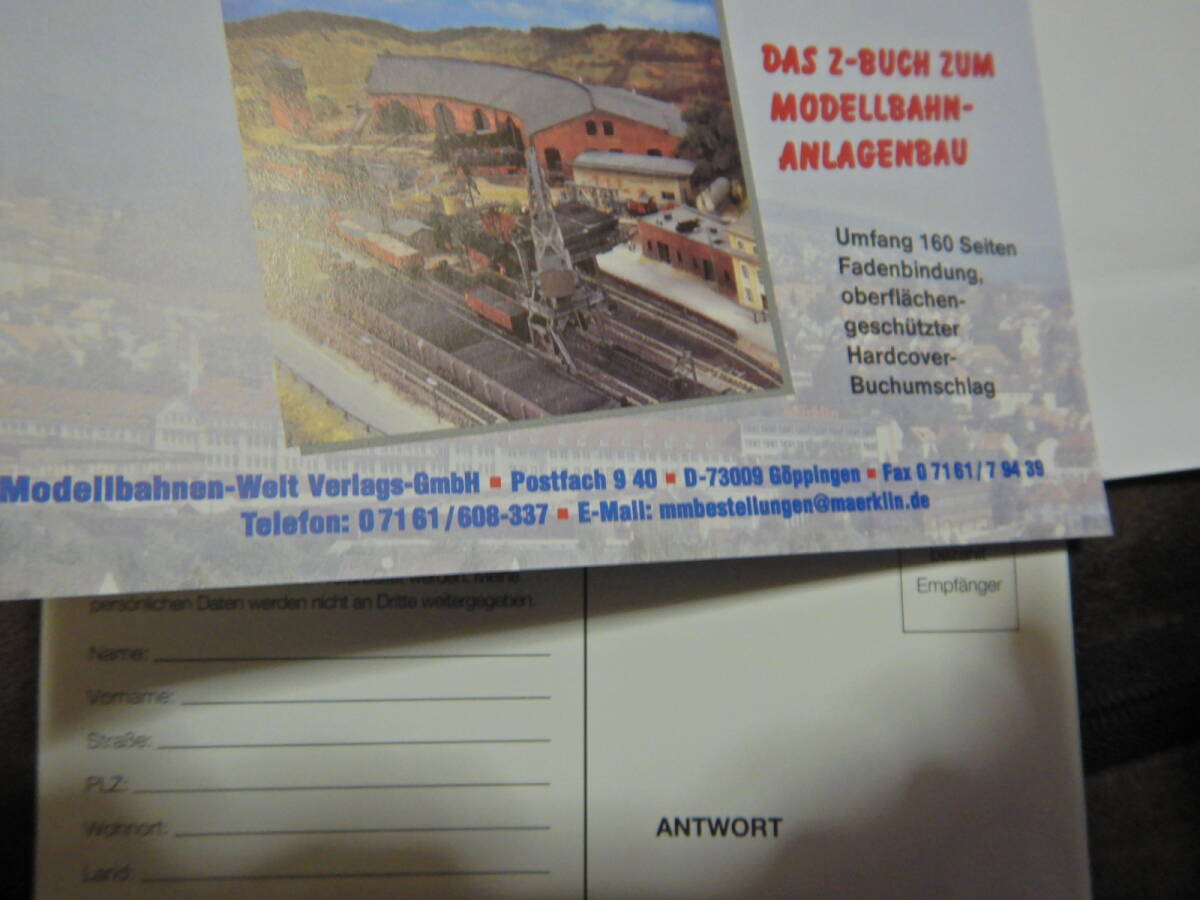 DAS Z-BUCH ZUM
MODELLBAHN-
ANLAGENBAU
Umfang 160 Seiten
Fadenbindung,
oberflächen-
geschützter
Hardcover-
Buchumschlag
Modellbahnen-Welt Verlags-GmbH ▪ Postfach 9 40 ▪ D-73009 Göppingen ▪ Fax 0 71 61/7 94 39
Telefon: 0 71 61/608-337 ▪ E-Mail: mmbestellungen@maerklin.de
werden. Meine
persönlichen Daten werden nicht an Dritte weitergegeben.
Name:
Vorname:
Straße:
PLZ:
Wohnort:
Land:
Empfänger
ANTWORT